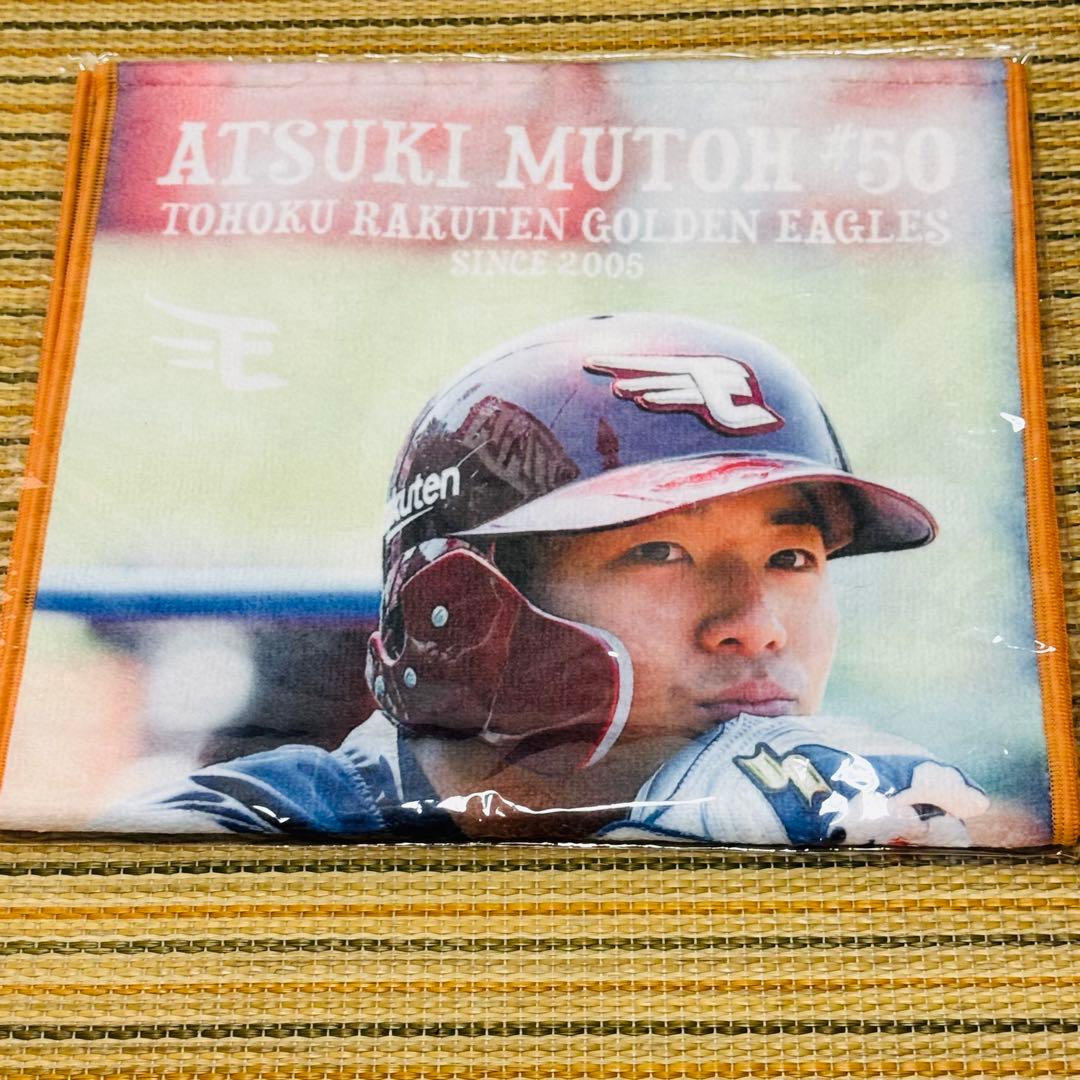 ATSUKI MUTOH #50
TOHOKU RAKUTEN GOLDEN EAGLES
SINCE 2005
kuten